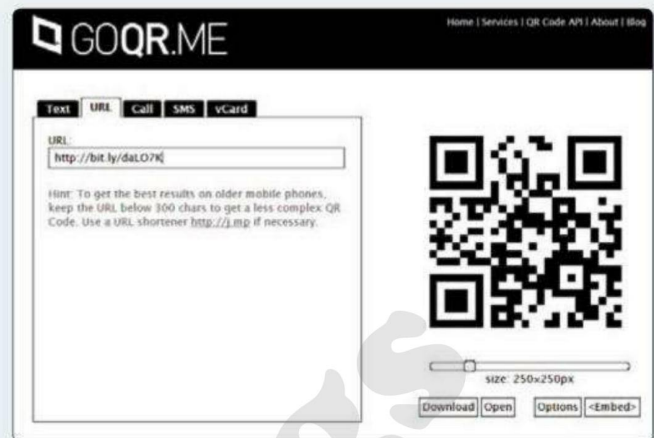 GOQR.ME
Home | Services | QR Code API | About | Blog
Text URL Call SMS vCard
URL:
http://bit.ly/daLO7K
Hint: To get the best results on older mobile phones,
keep the URL below 300 chars to get a less complex QR
Code. Use a URL shortener http://j.mp if necessary.
size: 250×250px
Download Open Options <Embed>